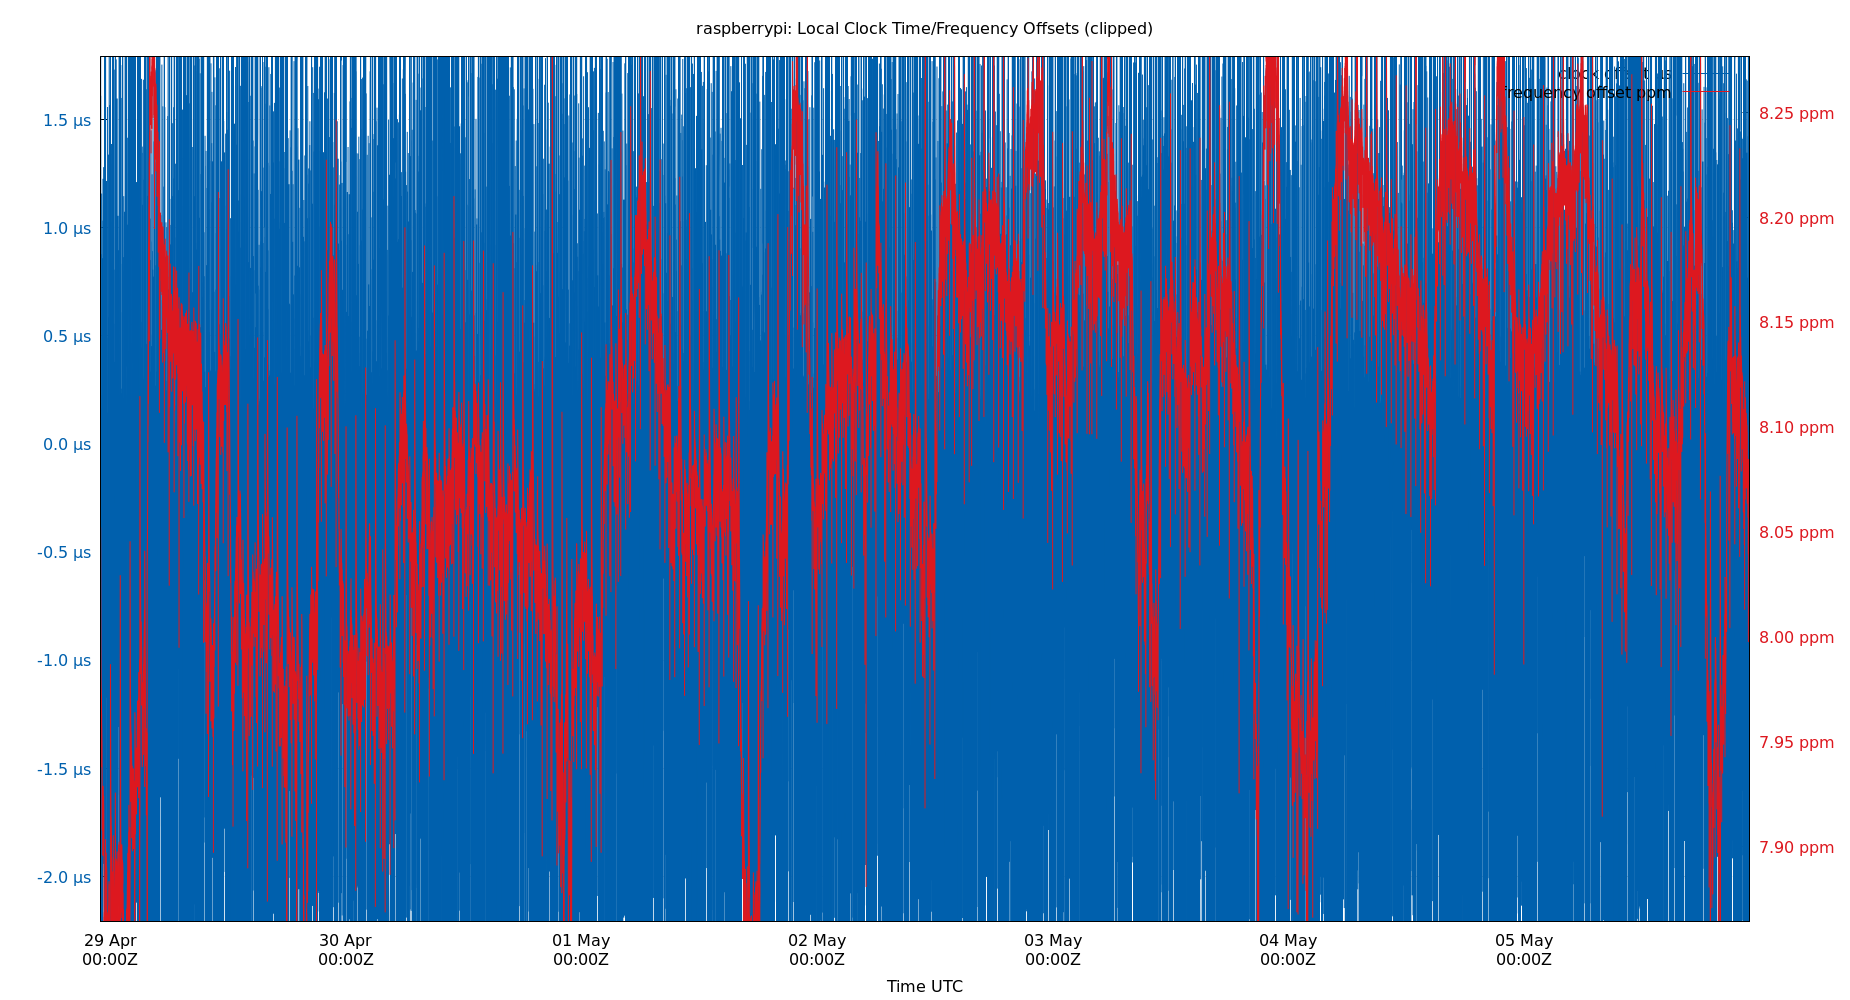 raspberrypi: Local Clock Time/Frequency Offsets (clipped)
clock offset µs
frequency offset ppm
1.5 µs
1.0 µs
0.5 µs
0.0 µs
-0.5 µs
-1.0 µs
-1.5 µs
-2.0 µs
8.25 ppm
8.20 ppm
8.15 ppm
8.10 ppm
8.05 ppm
8.00 ppm
7.95 ppm
7.90 ppm
29 Apr
00:00Z
30 Apr
00:00Z
01 May
00:00Z
02 May
00:00Z
03 May
00:00Z
04 May
00:00Z
05 May
00:00Z
Time UTC